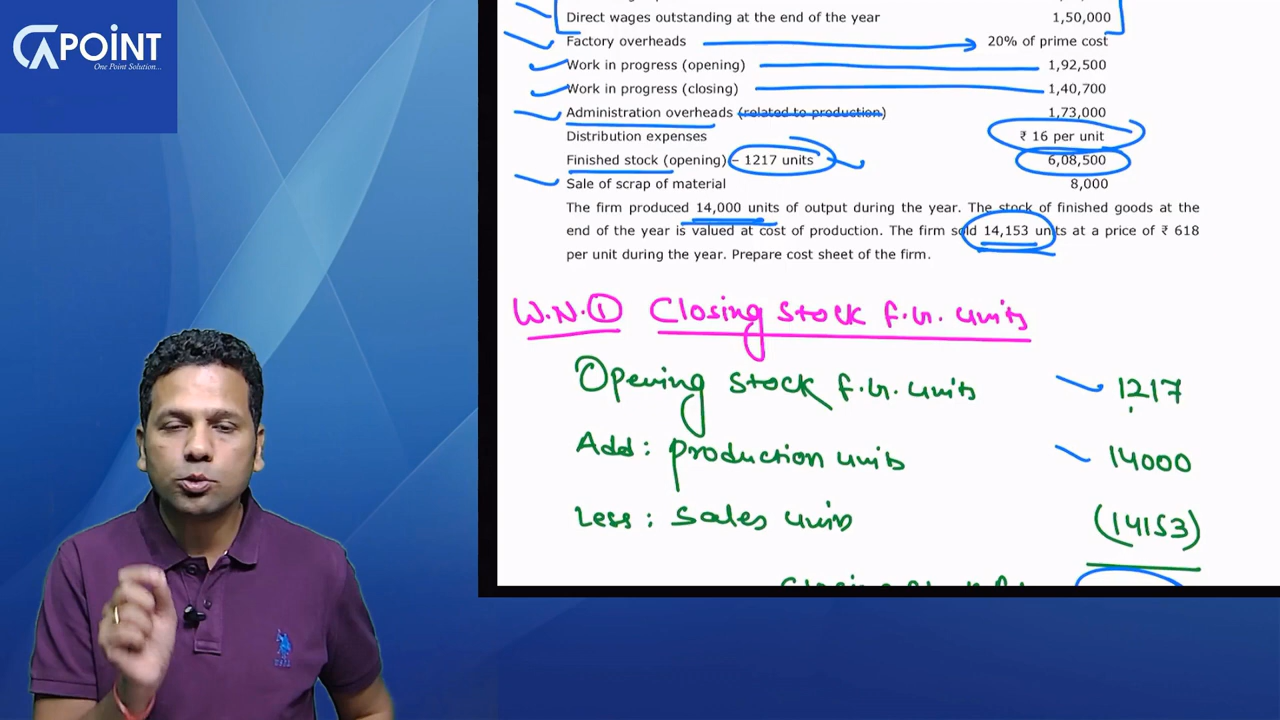 CAPOINT
One Point Solution...
Direct wages outstanding at the end of the year 1,50,000
Factory overheads 20% of prime cost
Work in progress (opening) 1,92,500
Work in progress (closing) 1,40,700
Administration overheads (related to production) 1,73,000
Distribution expenses ₹ 16 per unit
Finished stock (opening) – 1217 units 6,08,500
Sale of scrap of material 8,000
The firm produced 14,000 units of output during the year. The stock of finished goods at the
end of the year is valued at cost of production. The firm sold 14,153 units at a price of ₹ 618
per unit during the year. Prepare cost sheet of the firm.
W.N.① Closing stock f.G. units
Opening stock f.G. units 1217
Add: production units 14000
Less: Sales units (14153)